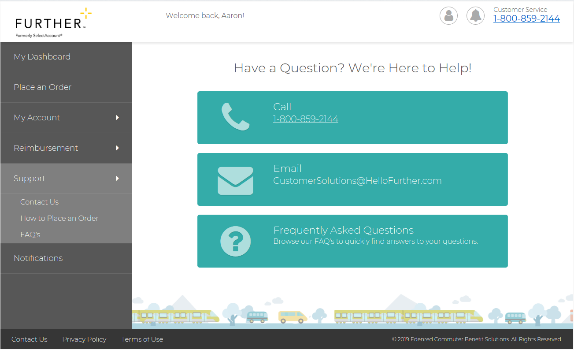 FURTHER.
Formerly SelectAccount®
Welcome back, Aaron!
Customer Service
1-800-859-2144
My Dashboard
Place an Order
My Account
Reimbursement
Support
Contact Us
How to Place an Order
FAQ's
Notifications
Have a Question? We're Here to Help!
Call
1-800-859-2144
Email
CustomerSolutions@HelloFurther.com
Frequently Asked Questions
Browse our FAQ's to quickly find answers to your questions.
Contact Us
Privacy Policy
Terms of Use
© 2019 Edenred Commuter Benefit Solutions. All Rights Reserved.